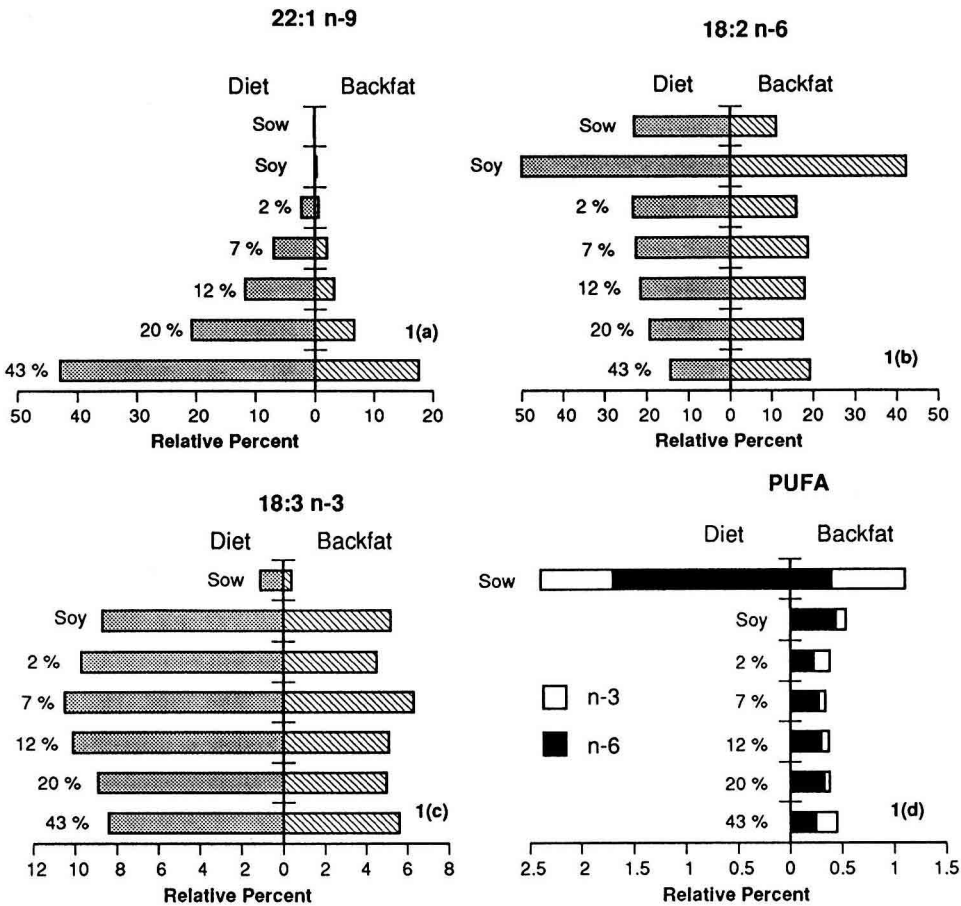 22:1 n-9
Diet Backfat
Sow
Soy
2 %
7 %
12 %
20 %
1(a)
43 %
50 40 30 20 10 0 10 20
Relative Percent
18:2 n-6
Diet Backfat
Sow
Soy
2 %
7 %
12 %
20 %
1(b)
43 %
50 40 30 20 10 0 10 20 30 40 50
Relative Percent
18:3 n-3
Diet Backfat
Sow
Soy
2 %
7 %
12 %
20 %
1(c)
43 %
12 10 8 6 4 2 0 2 4 6 8
Relative Percent
PUFA
Diet Backfat
Sow
Soy
2 %
7 %
n-3
12 %
n-6
20 %
1(d)
43 %
2.5 2 1.5 1 0.5 0 0.5 1 1.5
Relative Percent